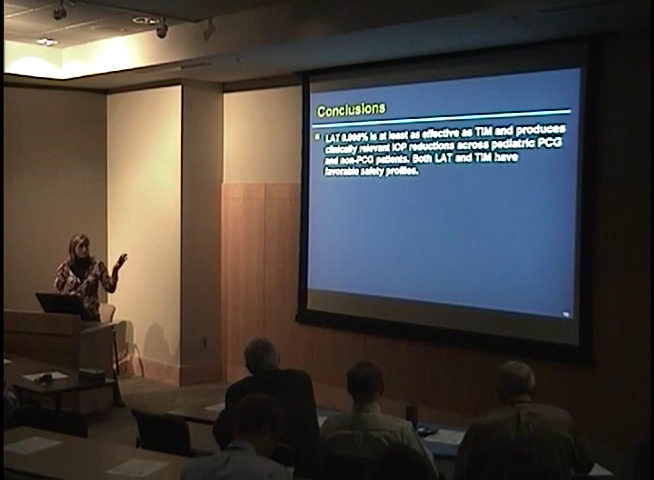 Conclusions
LAT 0.005% is at least as effective as TIM and produces
clinically relevant IOP reductions across pediatric PCG
and non-PCG patients. Both LAT and TIM have
favorable safety profiles.